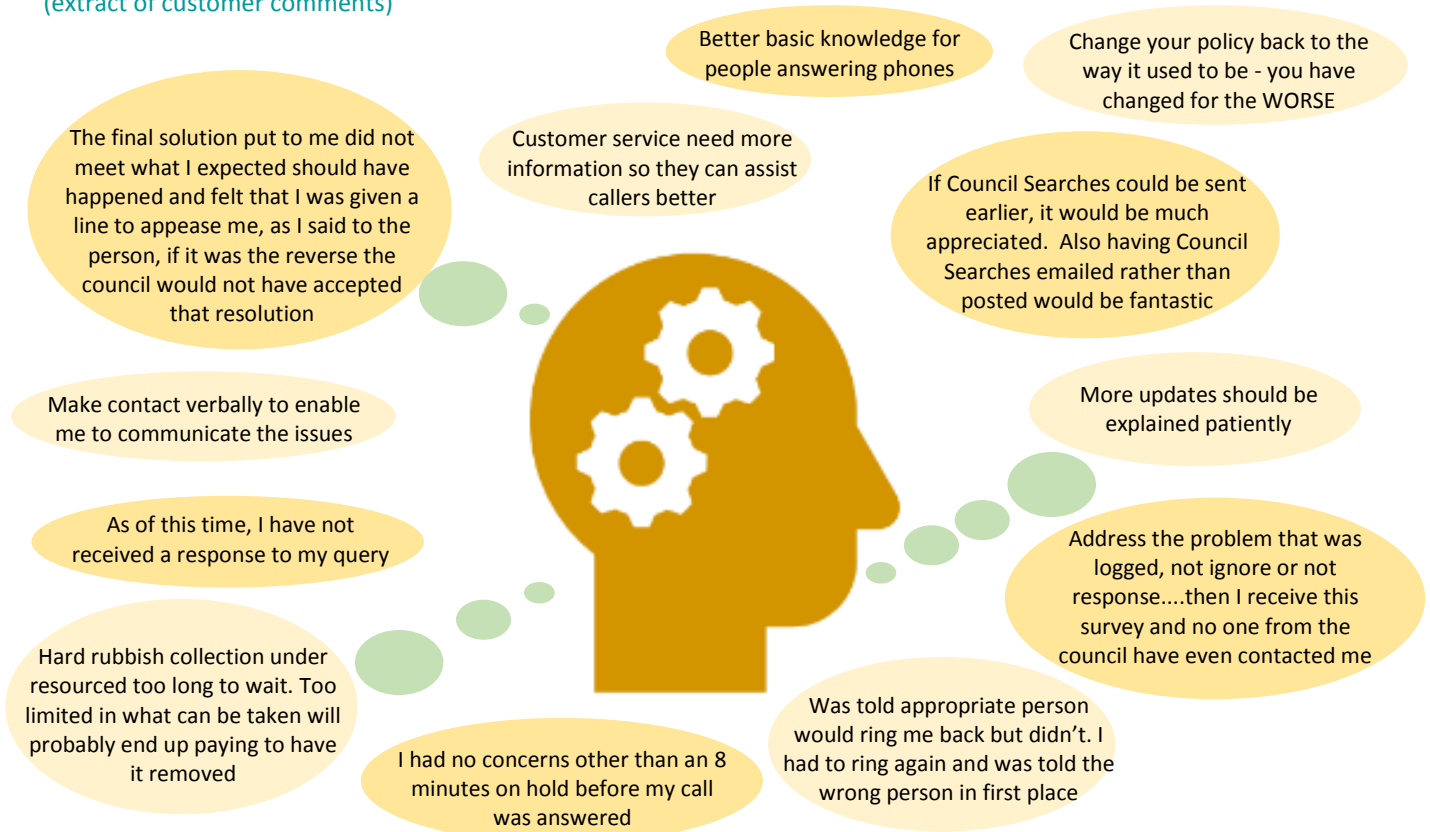 (extract of customer comments)
Better basic knowledge for
people answering phones
Change your policy back to the
way it used to be - you have
changed for the WORSE
The final solution put to me did not
meet what I expected should have
happened and felt that I was given a
line to appease me, as I said to the
person, if it was the reverse the
council would not have accepted
that resolution
Customer service need more
information so they can assist
callers better
If Council Searches could be sent
earlier, it would be much
appreciated. Also having Council
Searches emailed rather than
posted would be fantastic
Make contact verbally to enable
me to communicate the issues
More updates should be
explained patiently
As of this time, I have not
received a response to my query
Address the problem that was
logged, not ignore or not
response....then I receive this
survey and no one from the
council have even contacted me
Hard rubbish collection under
resourced too long to wait. Too
limited in what can be taken will
probably end up paying to have
it removed
I had no concerns other than an 8
minutes on hold before my call
was answered
Was told appropriate person
would ring me back but didn't. I
had to ring again and was told the
wrong person in first place